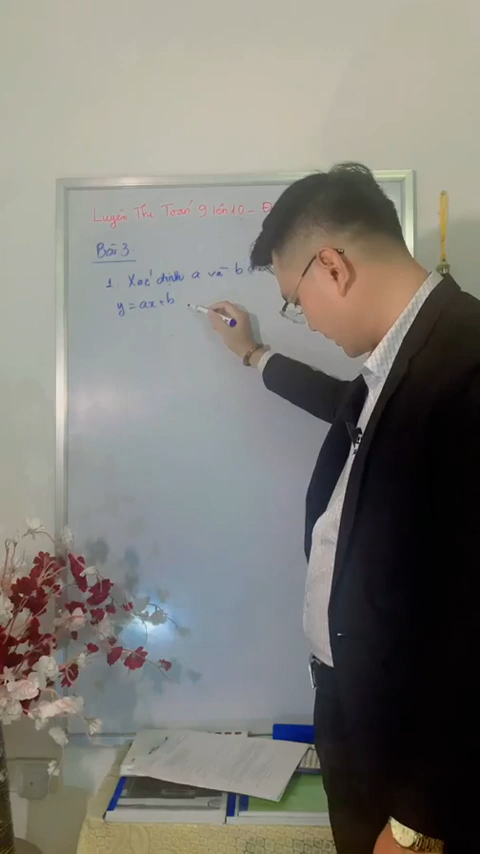 Luyện Thi Toán 9 lên 10 - Đ
Bài 3
1. Xác định a và b
y = ax + b